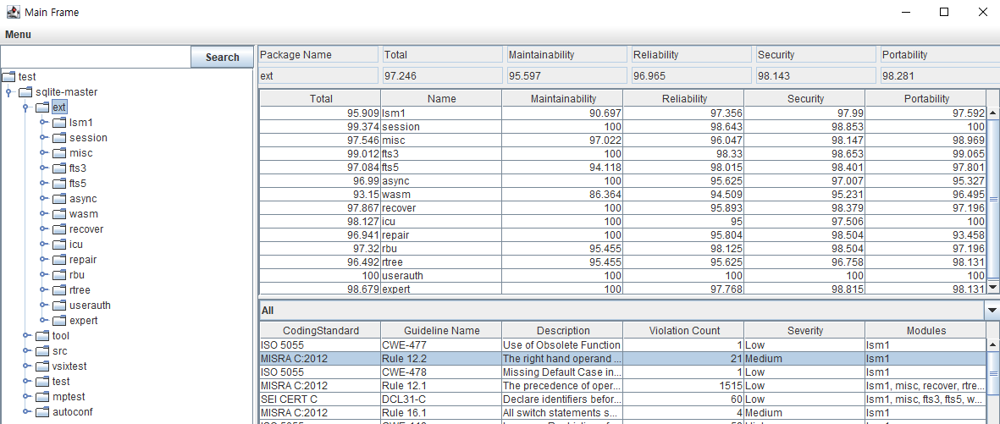 Main Frame
Menu
Search
test
sqlite-master
ext
lsm1
session
misc
fts3
fts5
async
wasm
recover
icu
repair
rbu
rtree
userauth
expert
tool
src
vsixtest
test
mptest
autoconf
Package Name Total Maintainability Reliability Security Portability
ext 97.246 95.597 96.965 98.143 98.281
Total Name Maintainability Reliability Security Portability
95.909 lsm1 90.697 97.356 97.99 97.592
99.374 session 100 98.643 98.853 100
97.546 misc 97.022 96.047 98.147 98.969
99.012 fts3 100 98.33 98.653 99.065
97.084 fts5 94.118 98.015 98.401 97.801
96.99 async 100 95.625 97.007 95.327
93.15 wasm 86.364 94.509 95.231 96.495
97.867 recover 100 95.893 98.379 97.196
98.127 icu 100 95 97.506 100
96.941 repair 100 95.804 98.504 93.458
97.32 rbu 95.455 98.125 98.504 97.196
96.492 rtree 95.455 95.625 96.758 98.131
100 userauth 100 100 100 100
98.679 expert 100 97.768 98.815 98.131
All
CodingStandard Guideline Name Description Violation Count Severity Modules
ISO 5055 CWE-477 Use of Obsolete Function 1 Low lsm1
MISRA C:2012 Rule 12.2 The right hand operand ... 21 Medium lsm1
ISO 5055 CWE-478 Missing Default Case in... 1 Low lsm1
MISRA C:2012 Rule 12.1 The precedence of oper... 1515 Low lsm1, misc, recover, rtre...
SEI CERT C DCL31-C Declare identifiers befor... 60 Low lsm1, misc, fts3, fts5, w...
MISRA C:2012 Rule 16.1 All switch statements s... 4 Medium lsm1